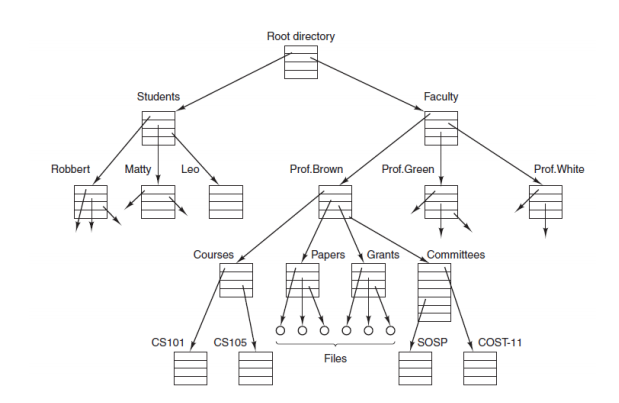 Root directory
Students
Faculty
Robbert
Matty
Leo
Prof.Brown
Prof.Green
Prof.White
Courses
Papers
Grants
Committees
CS101
CS105
Files
SOSP
COST-11